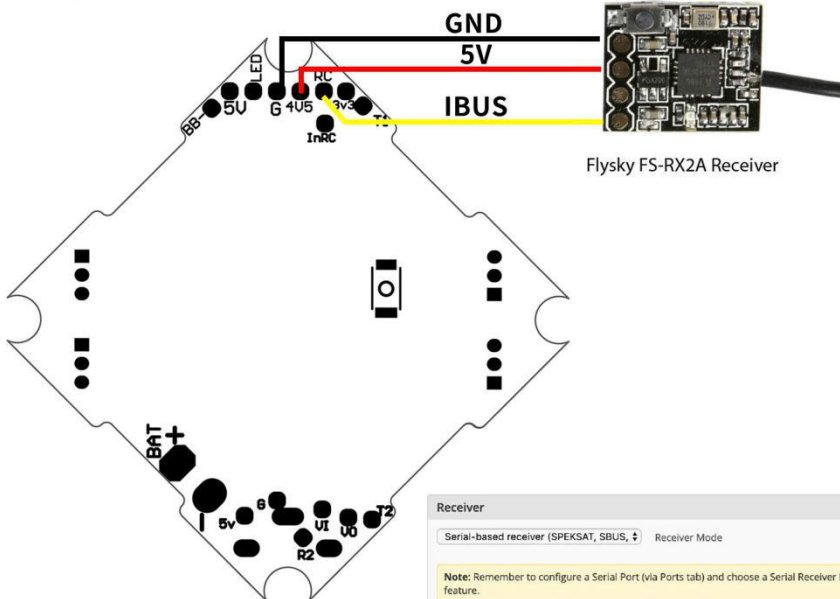 GND
5V
IBUS
Flysky FS-RX2A Receiver
BB-
5V
LED
G
4V5
RC
3v3
T1
InRC
BAT
+
-
5v
G
VI
VO
T2
R2
Receiver
Serial-based receiver (SPEKSAT, SBUS,
Receiver Mode
Note: Remember to configure a Serial Port (via Ports tab) and choose a Serial Receiver
feature.